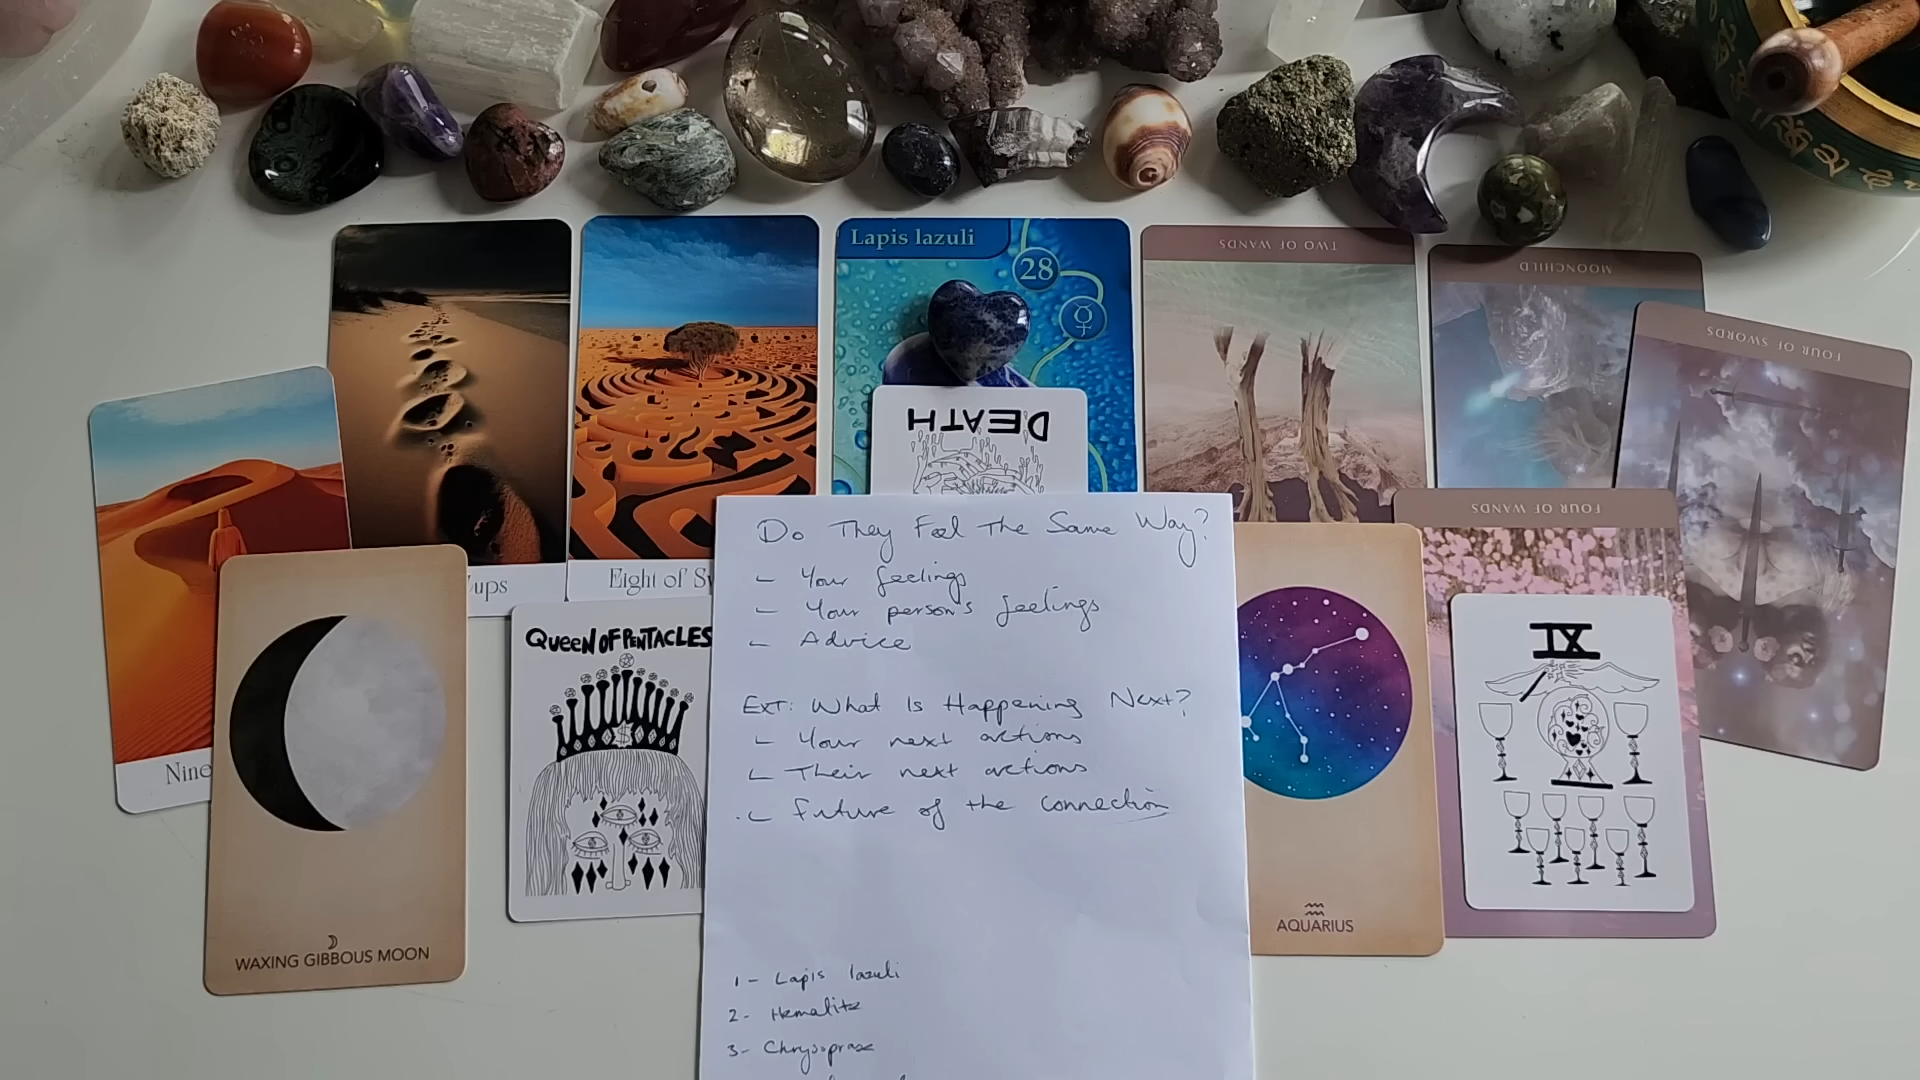 Lapis lazuli
28
TWO OF WANDS
MOONCHILD
FOUR OF SWORDS
DEATH
FOUR OF WANDS
Do They Feel The Same Way?
Your feelings
Your person's feelings
Advice
Ext: What Is Happening Next?
Your next actions
Their next actions
Future of the connection
1- Lapis lazuli
2- Hematite
3- Chrysoprase
Nine
ups
Eight of Sw
QUEEN OF PENTACLES
WAXING GIBBOUS MOON
AQUARIUS
IX